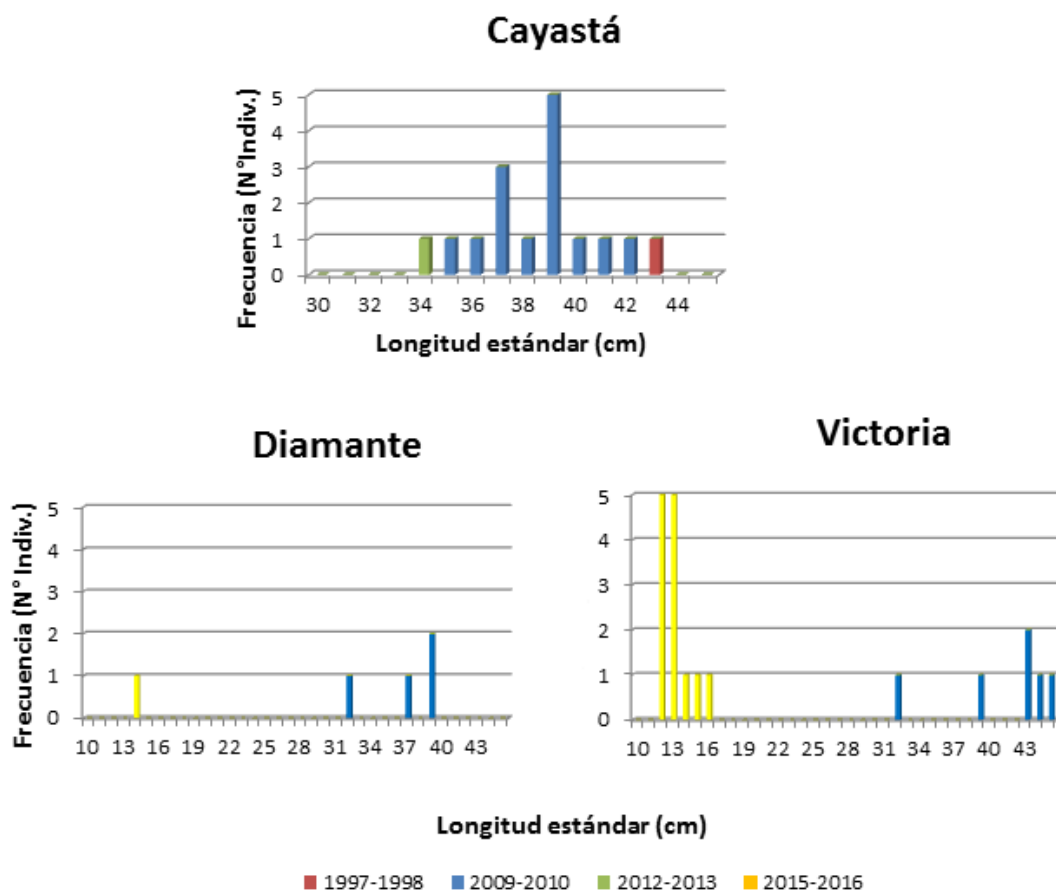 Cayastá
Frecuencia (N°Indiv.)
5
4
3
2
1
0
30 32 34 36 38 40 42 44
Longitud estándar (cm)
Diamante
Frecuencia (N° Indiv.)
5
4
3
2
1
0
10 13 16 19 22 25 28 31 34 37 40 43
Victoria
5
4
3
2
1
0
10 13 16 19 22 25 28 31 34 37 40 43
Longitud estándar (cm)
1997-1998 2009-2010 2012-2013 2015-2016